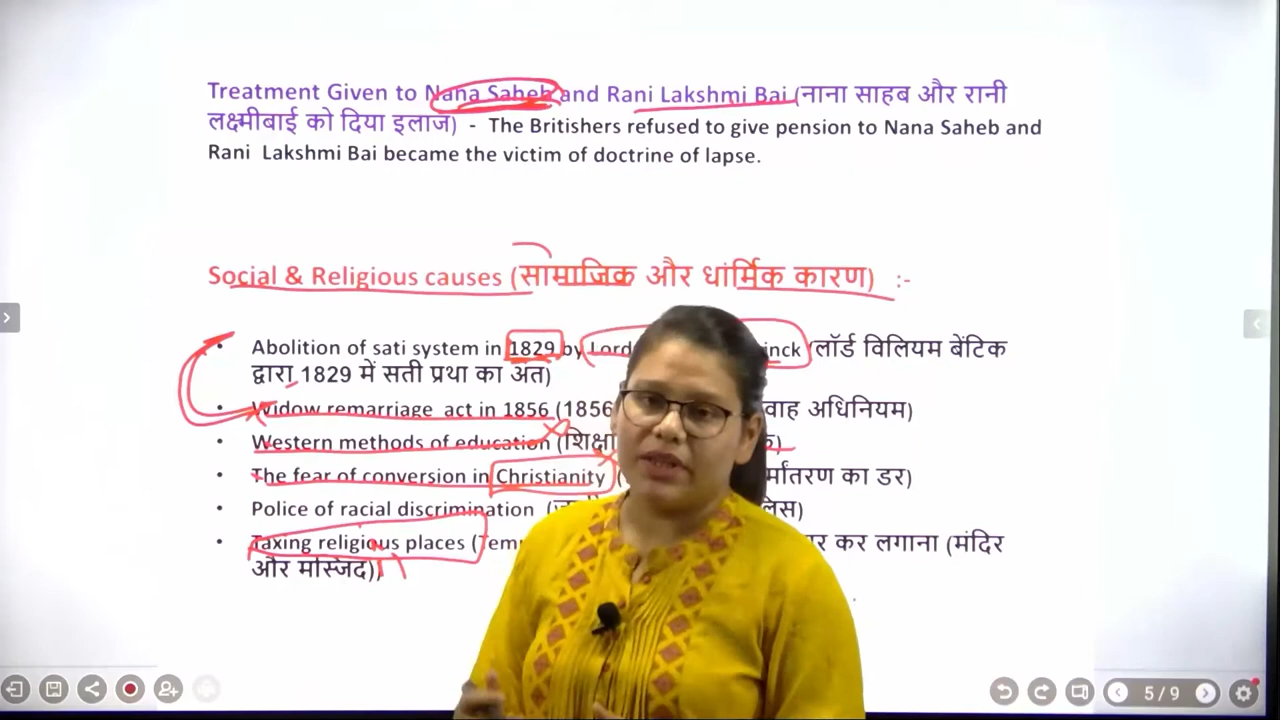 Treatment Given to Nana Saheb and Rani Lakshmi Bai (नाना साहब और रानी
लक्ष्मीबाई को दिया इलाज) - The Britishers refused to give pension to Nana Saheb and
Rani Lakshmi Bai became the victim of doctrine of lapse.
Social & Religious causes (सामाजिक और धार्मिक कारण) :-
• Abolition of sati system in 1829 by Lord inck (लॉर्ड विलियम बेंटिक
द्वारा 1829 में सती प्रथा का अंत)
• Widow remarriage act in 1856 (1856 वाह अधिनियम)
• Western methods of education (शिक्षा
• The fear of conversion in Christianity ( र्मांतरण का डर)
• Police of racial discrimination लिस)
• Taxing religious places (Tem र कर लगाना (मंदिर
और मस्जिद))
5/9